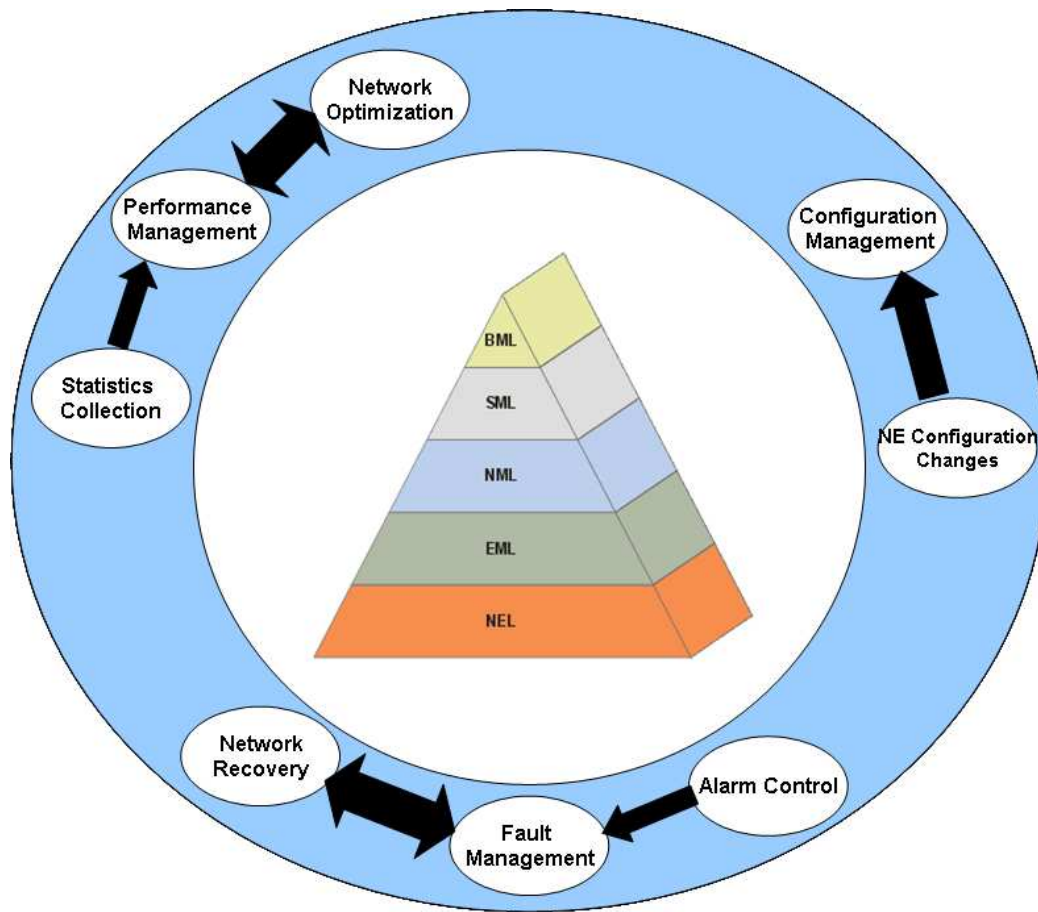 Network
Optimization
Performance
Management
Configuration
Management
Statistics
Collection
NE Configuration
Changes
BML
SML
NML
EML
NEL
Network
Recovery
Alarm Control
Fault
Management